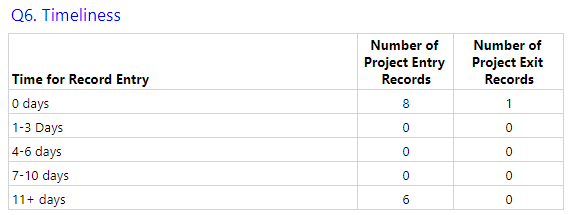 Q6. Timeliness
Time for Record Entry
Number of
Project Entry
Records
Number of
Project Exit
Records
0 days 8 1
1-3 Days 0 0
4-6 days 0 0
7-10 days 0 0
11+ days 6 0